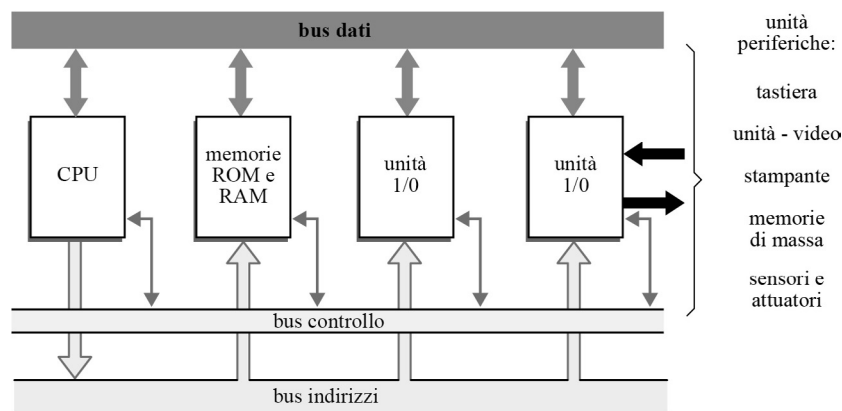 bus dati
CPU
memorie
ROM e
RAM
unità
1/0
unità
1/0
bus controllo
bus indirizzi
unità
periferiche:
tastiera
unità - video
stampante
memorie
di massa
sensori e
attuatori